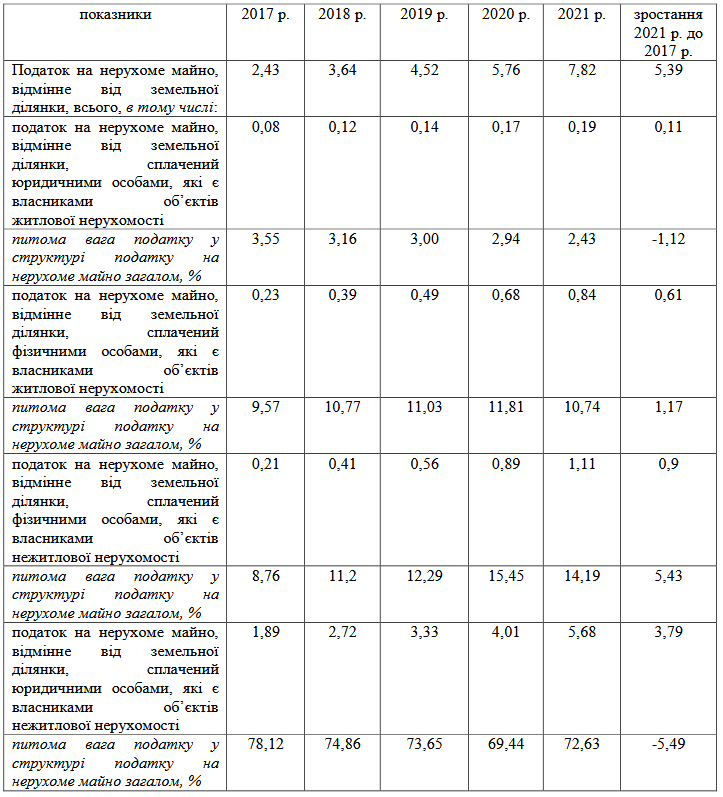 показники 2017 р. 2018 р. 2019 р. 2020 р. 2021 р. зростання
2021 р. до
2017 р.
Податок на нерухоме майно, 2,43 3,64 4,52 5,76 7,82 5,39
відмінне від земельної
ділянки, всього, в тому числі:
податок на нерухоме майно, 0,08 0,12 0,14 0,17 0,19 0,11
відмінне від земельної
ділянки, сплачений
юридичними особами, які є
власниками об’єктів
житлової нерухомості
питома вага податку у 3,55 3,16 3,00 2,94 2,43 -1,12
структурі податку на
нерухоме майно загалом, %
податок на нерухоме майно, 0,23 0,39 0,49 0,68 0,84 0,61
відмінне від земельної
ділянки, сплачений
фізичними особами, які є
власниками об’єктів
житлової нерухомості
питома вага податку у 9,57 10,77 11,03 11,81 10,74 1,17
структурі податку на
нерухоме майно загалом, %
податок на нерухоме майно, 0,21 0,41 0,56 0,89 1,11 0,9
відмінне від земельної
ділянки, сплачений
фізичними особами, які є
власниками об’єктів
нежитлової нерухомості
питома вага податку у 8,76 11,2 12,29 15,45 14,19 5,43
структурі податку на
нерухоме майно загалом, %
податок на нерухоме майно, 1,89 2,72 3,33 4,01 5,68 3,79
відмінне від земельної
ділянки, сплачений
юридичними особами, які є
власниками об’єктів
нежитлової нерухомості
питома вага податку у 78,12 74,86 73,65 69,44 72,63 -5,49
структурі податку на
нерухоме майно загалом, %